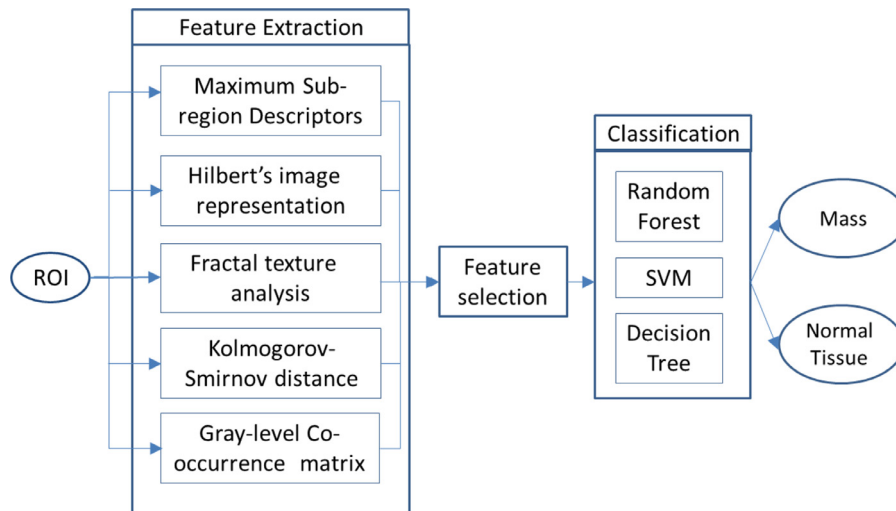 Feature Extraction
Maximum Sub-
region Descriptors
Hilbert's image
representation
Fractal texture
analysis
Kolmogorov-
Smirnov distance
Gray-level Co-
occurrence matrix
ROI
Feature
selection
Classification
Random
Forest
SVM
Decision
Tree
Mass
Normal
Tissue